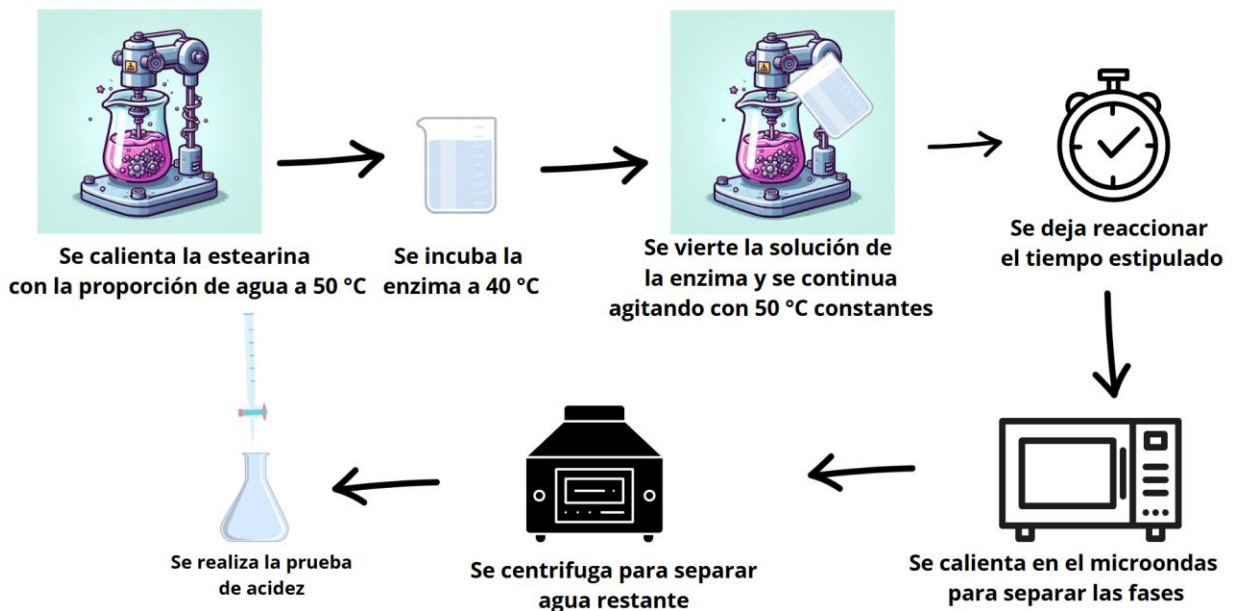 Se calienta la estearina
con la proporción de agua a 50 °C
Se incuba la
enzima a 40 °C
Se vierte la solución de
la enzima y se continua
agitando con 50 °C constantes
Se deja reaccionar
el tiempo estipulado
Se calienta en el microondas
para separar las fases
Se centrifuga para separar
agua restante
Se realiza la prueba
de acidez